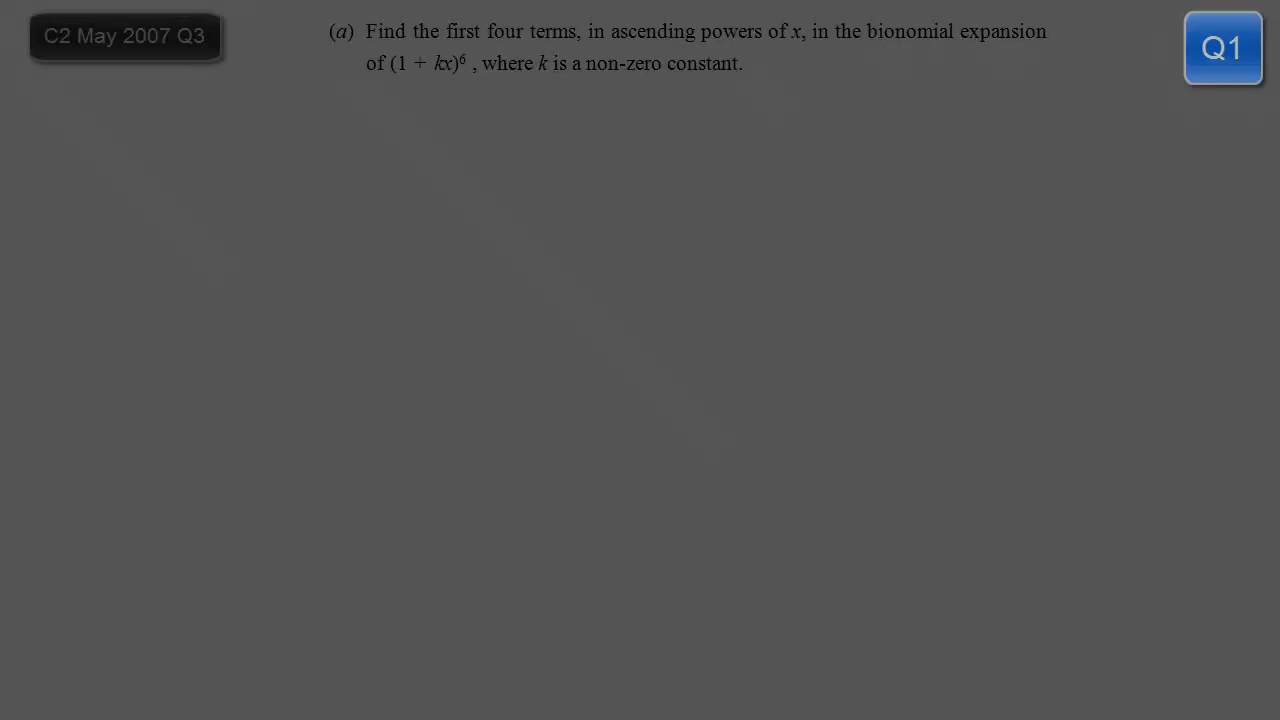 C2 May 2007 Q3
(a) Find the first four terms, in ascending powers of x, in the bionomial expansion
of (1 + kx)⁶ , where k is a non-zero constant.
Q1